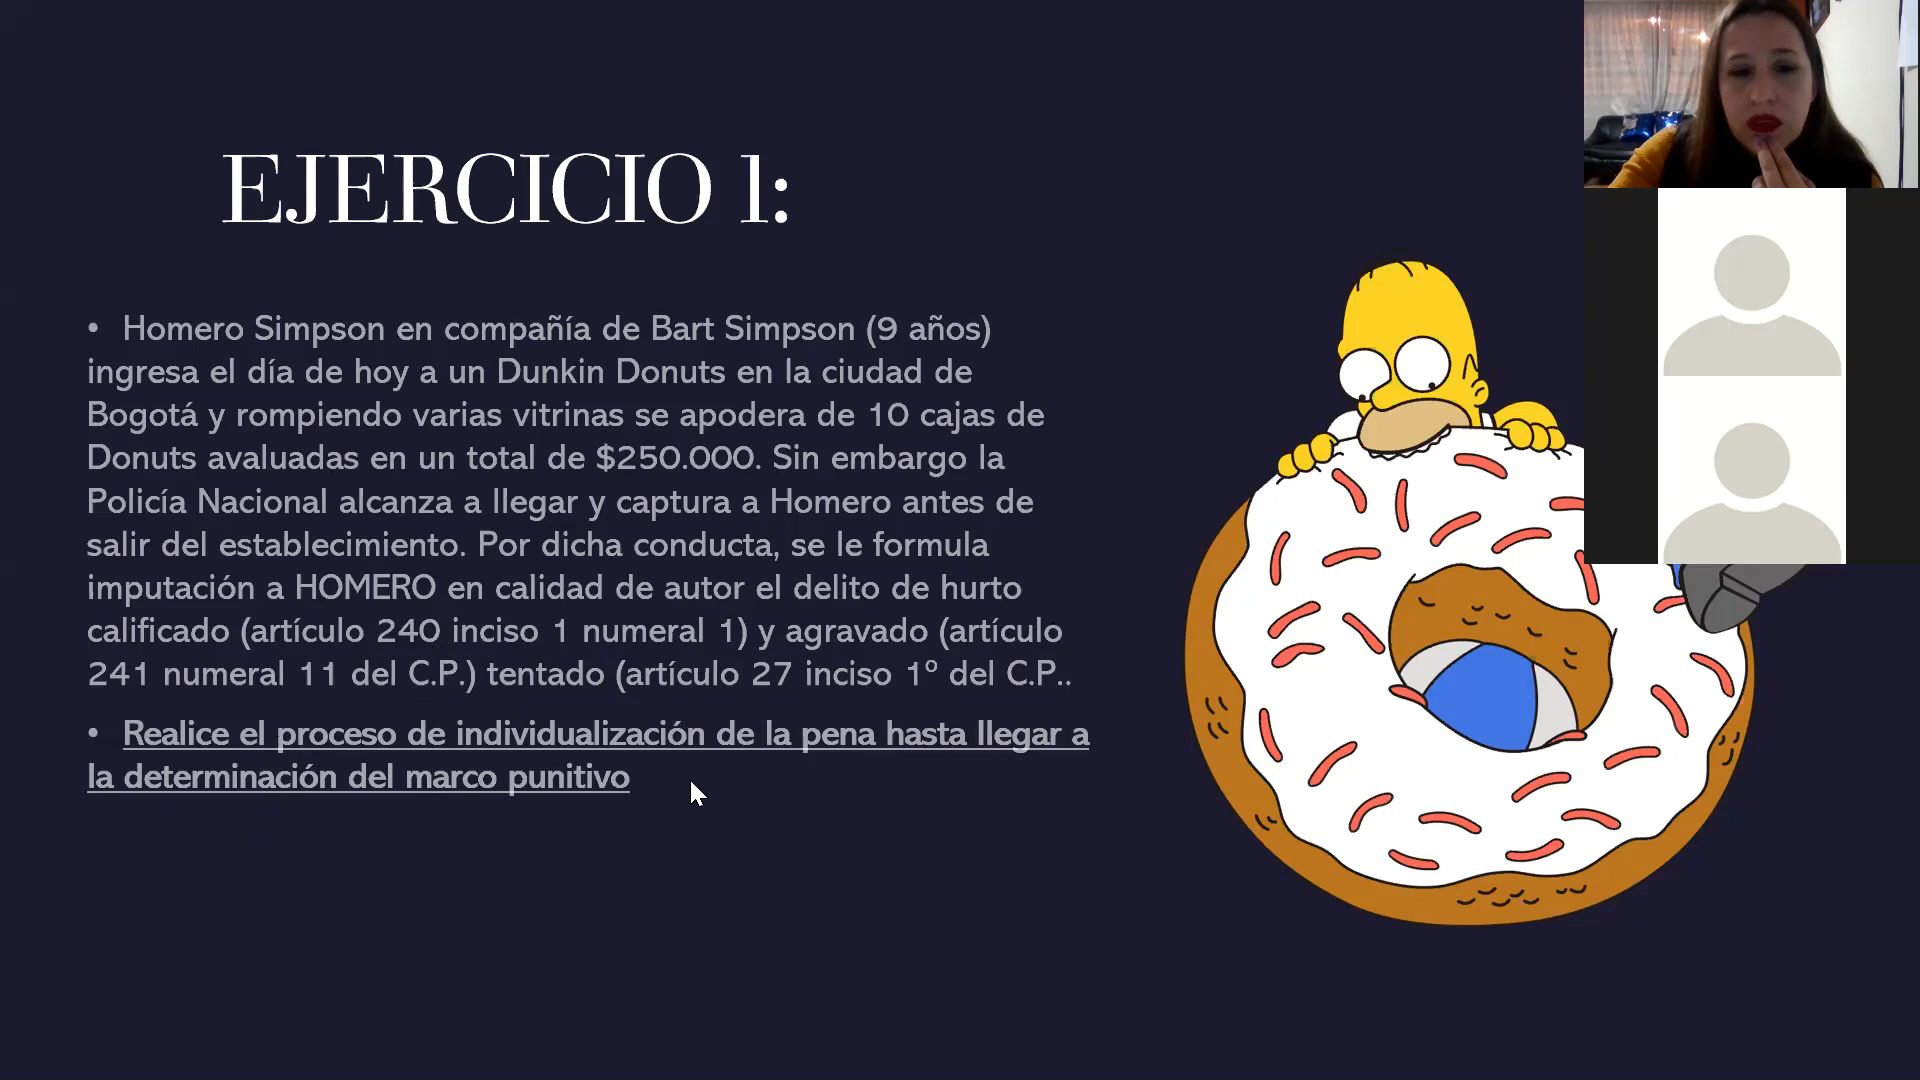 EJERCICIO 1:
• Homero Simpson en compañía de Bart Simpson (9 años)
ingresa el día de hoy a un Dunkin Donuts en la ciudad de
Bogotá y rompiendo varias vitrinas se apodera de 10 cajas de
Donuts avaluadas en un total de $250.000. Sin embargo la
Policía Nacional alcanza a llegar y captura a Homero antes de
salir del establecimiento. Por dicha conducta, se le formula
imputación a HOMERO en calidad de autor el delito de hurto
calificado (artículo 240 inciso 1 numeral 1) y agravado (artículo
241 numeral 11 del C.P.) tentado (artículo 27 inciso 1º del C.P..
• Realice el proceso de individualización de la pena hasta llegar a
la determinación del marco punitivo